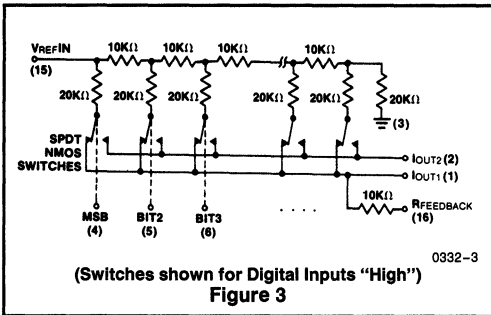 VREFIN
(15)
10KΩ 10KΩ 10KΩ 10KΩ
20KΩ 20KΩ 20KΩ 20KΩ 20KΩ 20KΩ
(3)
SPDT
NMOS
SWITCHES
IOUT2 (2)
IOUT1 (1)
10KΩ
RFEEDBACK
(16)
MSB
(4)
BIT2
(5)
BIT3
(6)
. . . .
0332–3
(Switches shown for Digital Inputs "High")
Figure 3